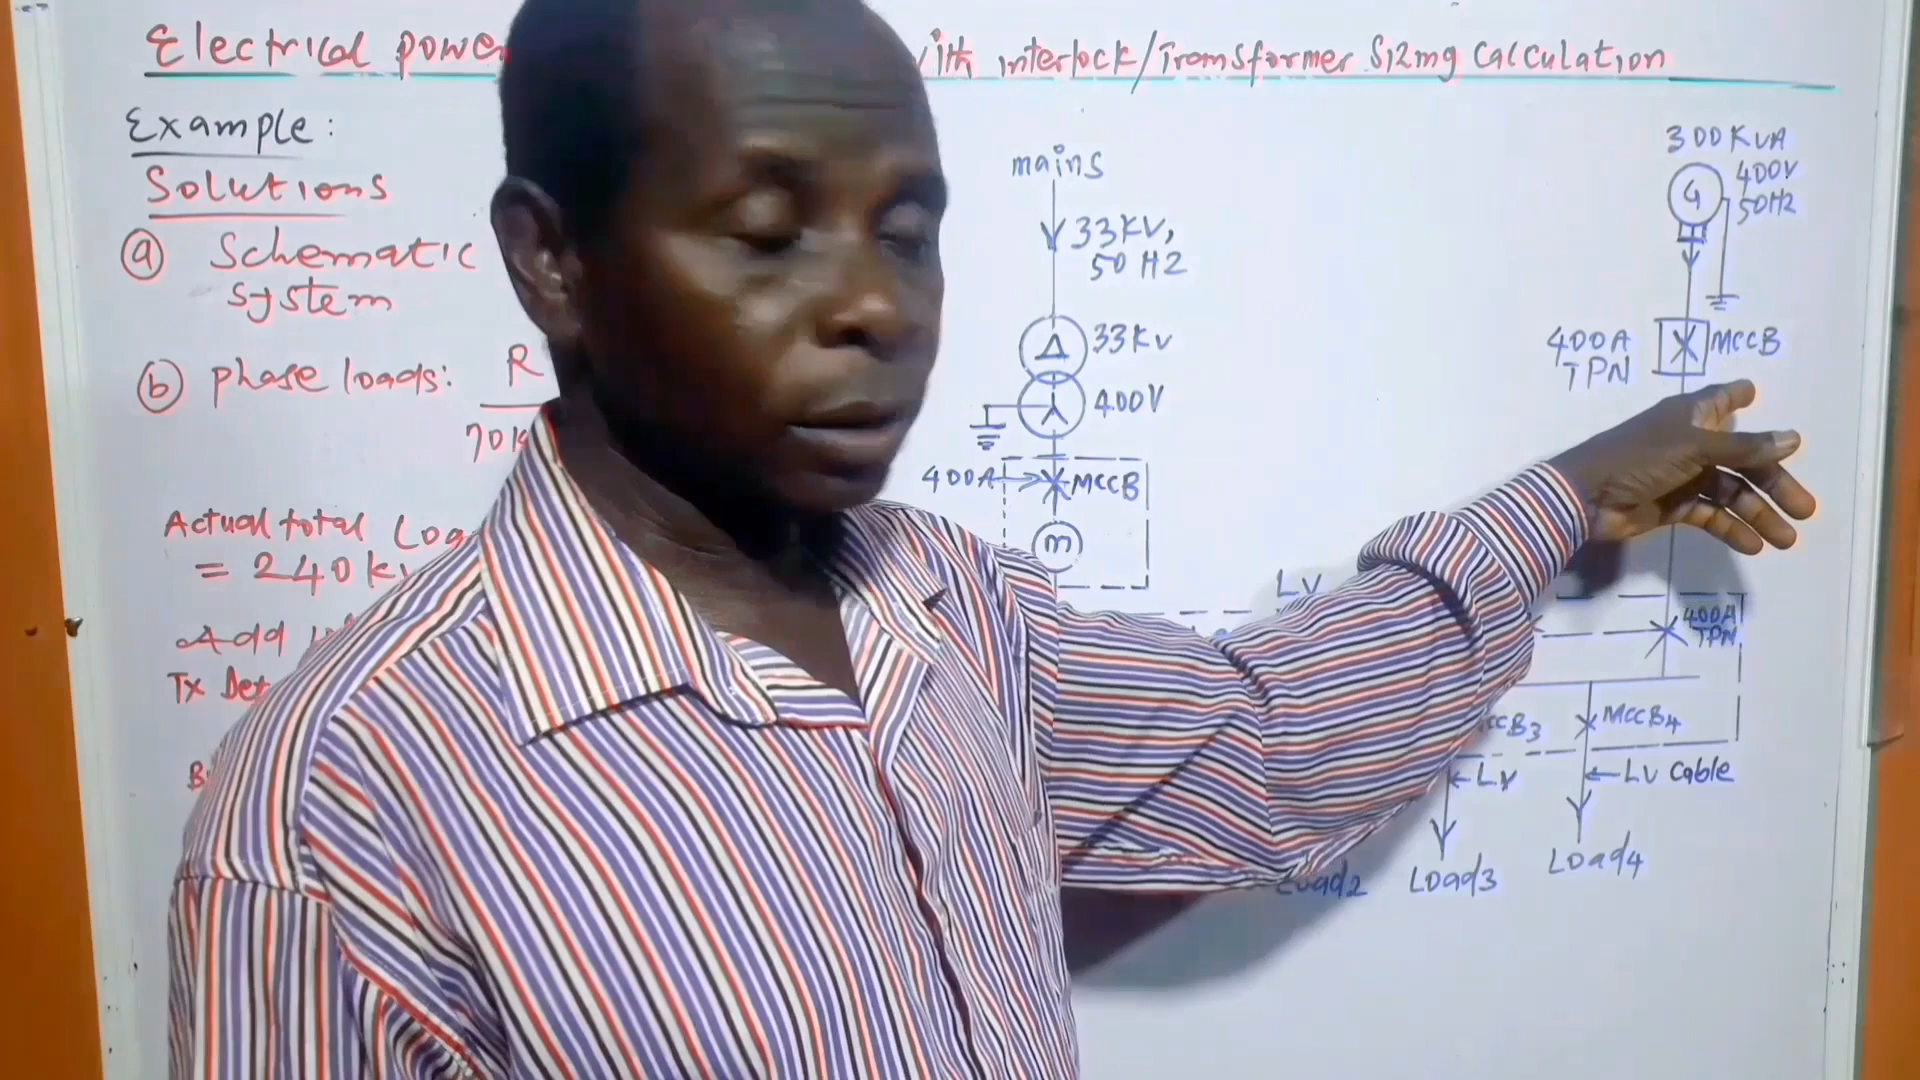 Electrical power with interlock/Transformer Sizing Calculation
Example:
Solutions
(a) Schematic
system
(b) phase loads: R
70k
Actual total Loa
= 240k
Add
Tx Det
mains
33KV,
50 HZ
Δ 33KV
400V
400A MCCB
m
300KVA
G 400V
50HZ
400A MCCB
TPN
LV
400A
TPN
CCB3 MCCB4
LV LV Cable
Load2 Load3 Load4